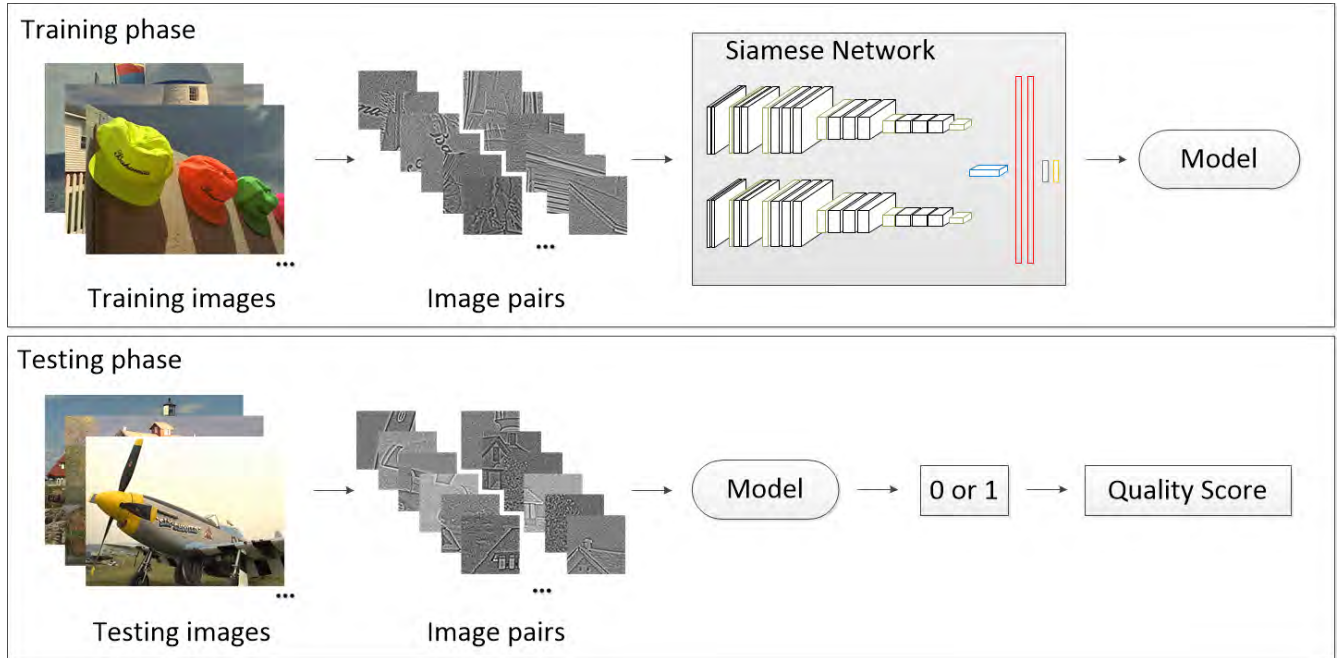 Training phase
Siamese Network
Model
...
...
Training images
Image pairs
Testing phase
Model
0 or 1
Quality Score
...
...
Testing images
Image pairs